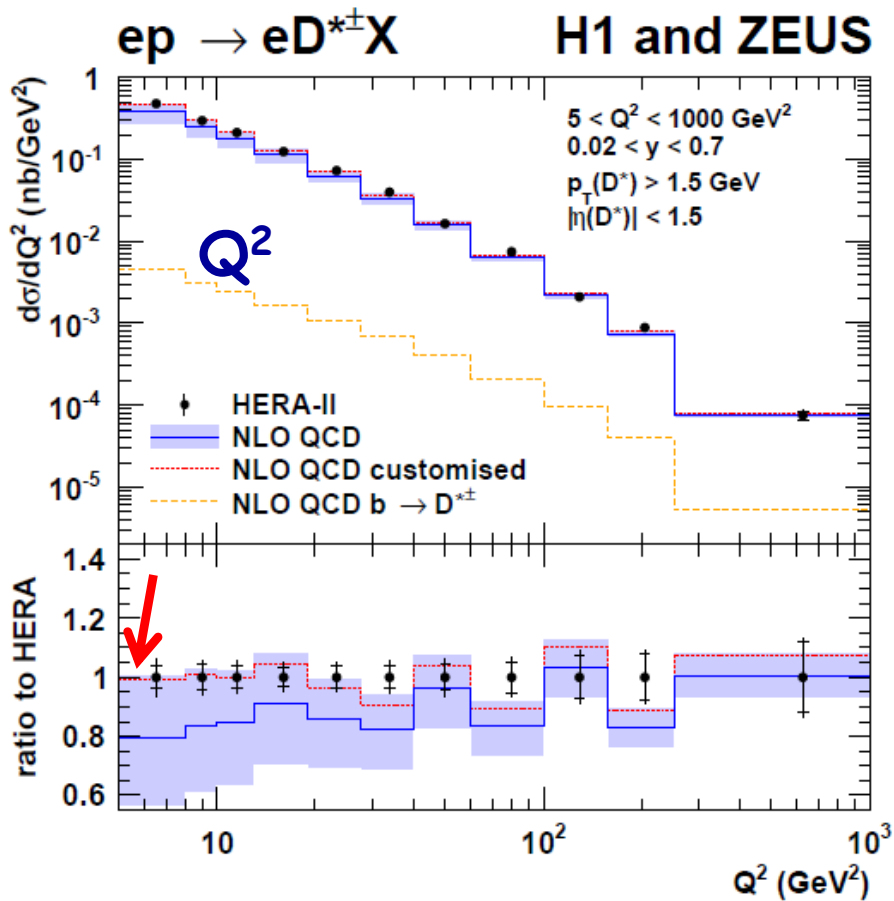 ep → eD*±X H1 and ZEUS
dσ/dQ² (nb/GeV²)
1
10⁻¹
10⁻²
10⁻³
10⁻⁴
10⁻⁵
5 < Q² < 1000 GeV²
0.02 < y < 0.7
p_T(D*) > 1.5 GeV
|η(D*)| < 1.5
Q²
HERA-II
NLO QCD
NLO QCD customised
NLO QCD b → D*±
ratio to HERA
1.4
1.2
1
0.8
0.6
10 10² 10³
Q² (GeV²)